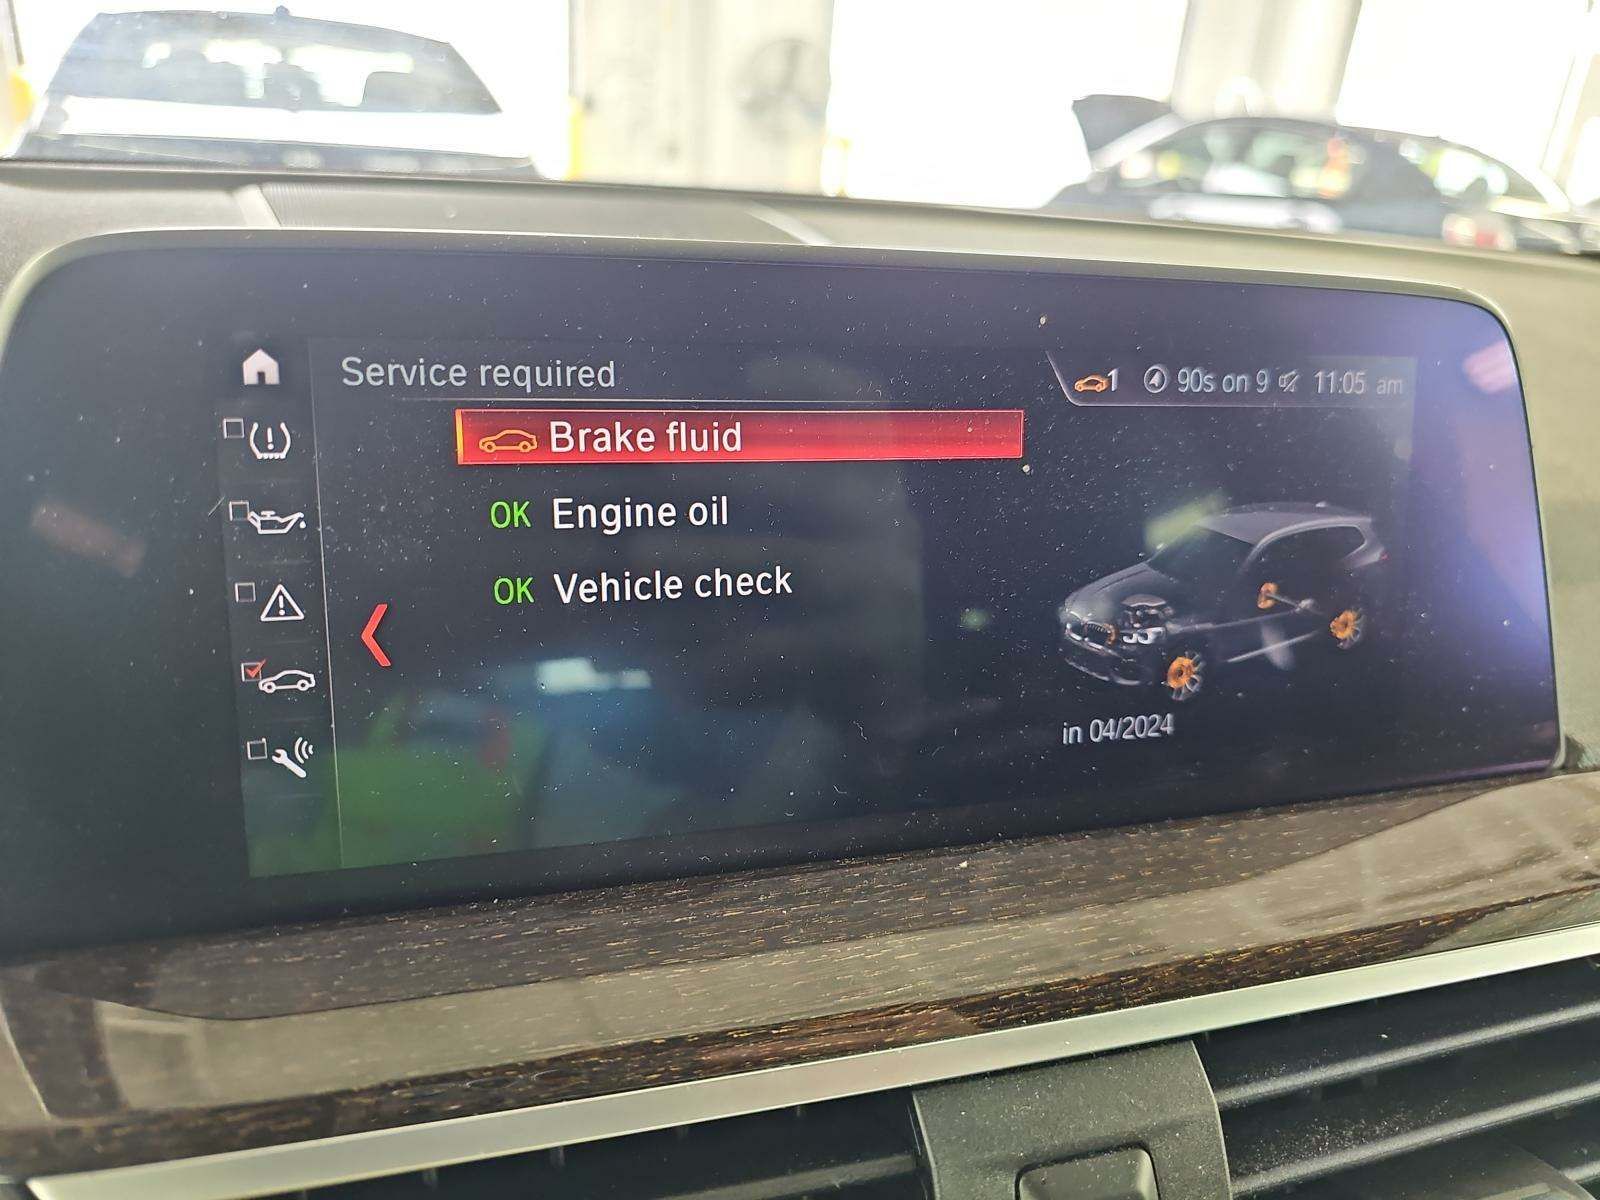 Service required
1 90s on 9 11:05 am
Brake fluid
OK Engine oil
OK Vehicle check
in 04/2024